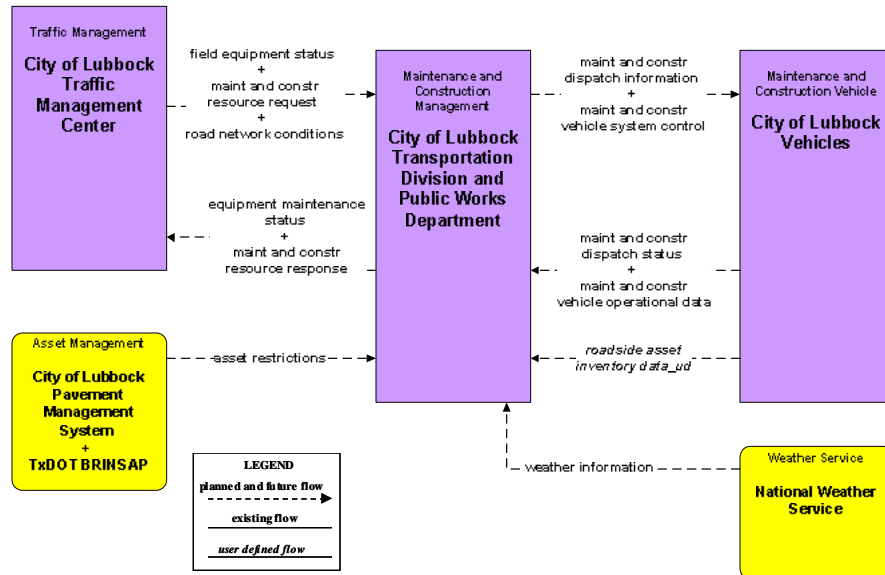 Traffic Management
City of Lubbock
Traffic
Management
Center
field equipment status
+
maint and constr
resource request
+
road network conditions
equipment maintenance
status
+
maint and constr
resource response
Maintenance and
Construction
Management
City of Lubbock
Transportation
Division and
Public Works
Department
maint and constr
dispatch information
+
maint and constr
vehicle system control
maint and constr
dispatch status
+
maint and constr
vehicle operational data
roadside asset
inventory data_ud
Maintenance and
Construction Vehicle
City of Lubbock
Vehicles
Asset Management
City of Lubbock
Pavement
Management
System
+
TxDOT BRINSAP
asset restrictions
LEGEND
planned and future flow
existing flow
user defined flow
weather information
Weather Service
National Weather
Service